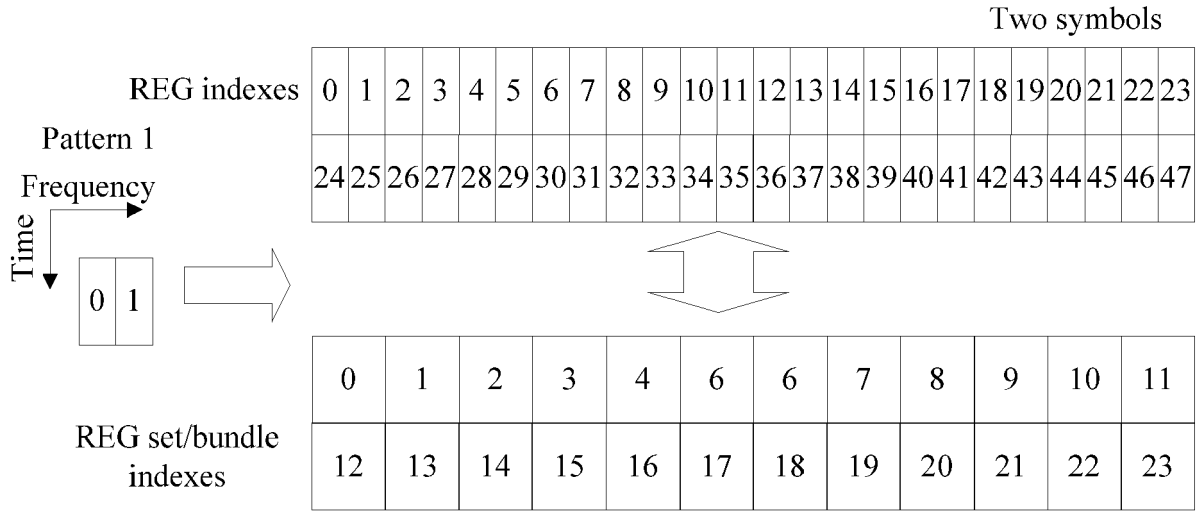 Two symbols
REG indexes 0 1 2 3 4 5 6 7 8 9 10 11 12 13 14 15 16 17 18 19 20 21 22 23
24 25 26 27 28 29 30 31 32 33 34 35 36 37 38 39 40 41 42 43 44 45 46 47
Pattern 1
Frequency
Time
0 1
0 1 2 3 4 6 6 7 8 9 10 11
REG set/bundle
indexes
12 13 14 15 16 17 18 19 20 21 22 23